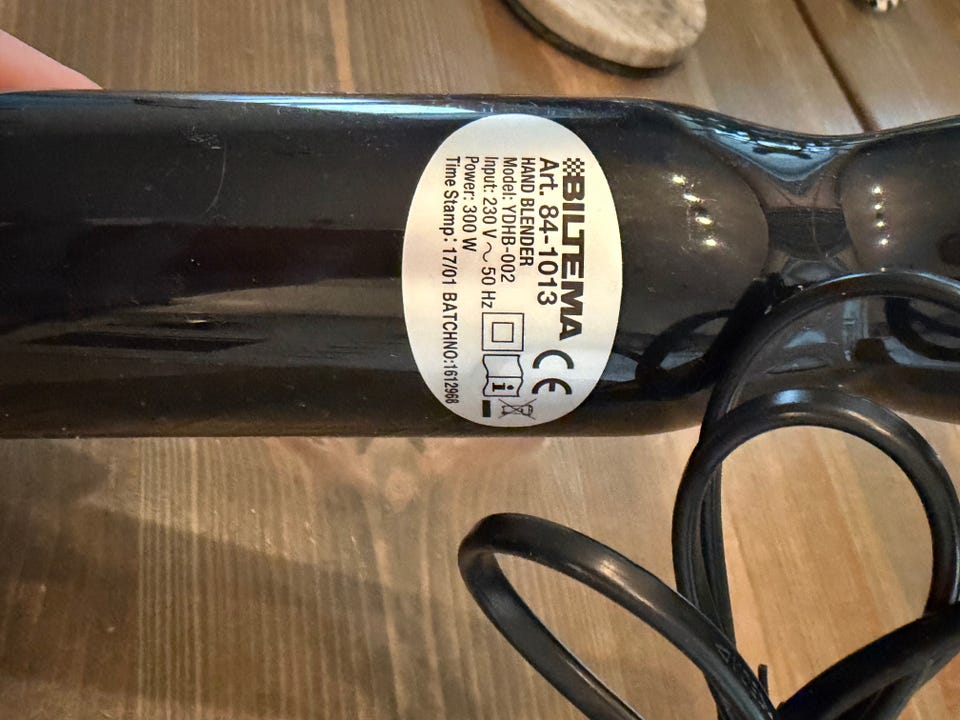 BILTEMA
Art. 84-1013
HAND BLENDER
Model: YDHB-002
Input: 230 V ~ 50 Hz
Power: 300 W
Time Stamp: 17/01 BATCHNO:1612968
CE
i